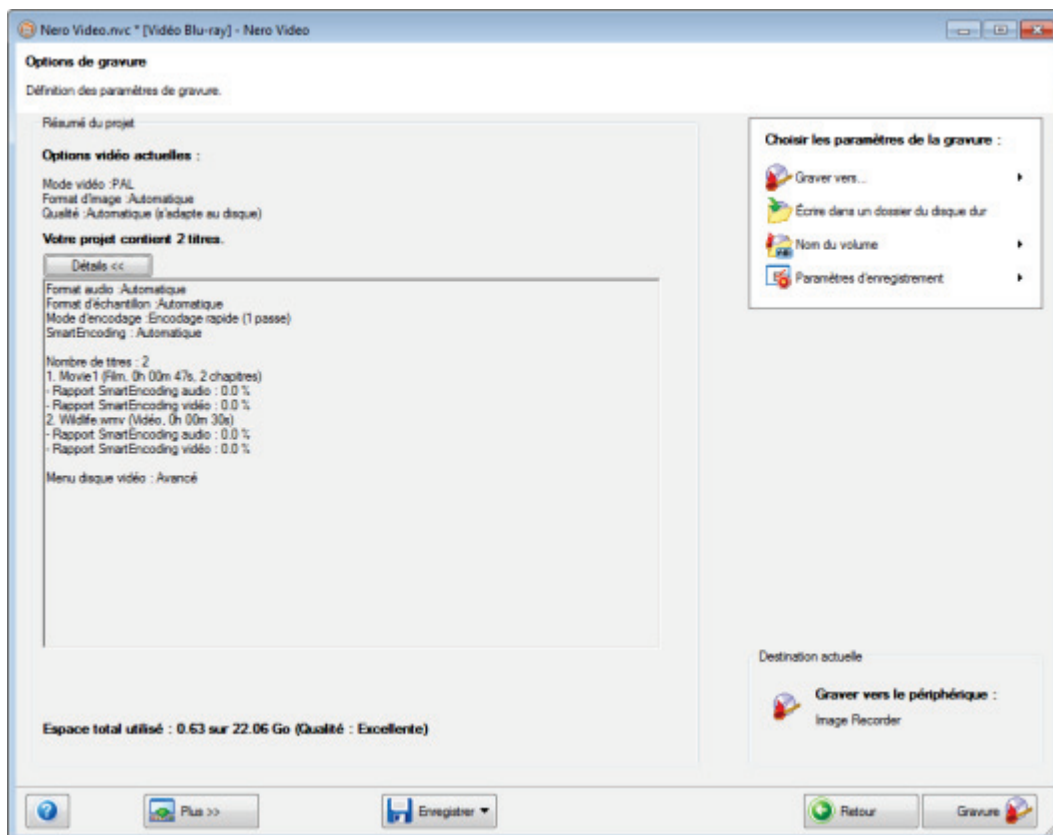 Nero Video.nvc * [Vidéo Blu-ray] - Nero Video
Options de gravure
Définition des paramètres de gravure.
Résumé du projet
Options vidéo actuelles :
Mode vidéo :PAL
Format d'image :Automatique
Qualité :Automatique (s'adapte au disque)
Votre projet contient 2 titres.
Détails <<
Format audio :Automatique
Format d'échantillon :Automatique
Mode d'encodage :Encodage rapide (1 passe)
SmartEncoding : Automatique
Nombre de titres : 2
1. Movie1 (Film, 0h 00m 47s, 2 chapitres)
- Rapport SmartEncoding audio : 0.0 %
- Rapport SmartEncoding vidéo : 0.0 %
2. Wildlife.wmv (Vidéo, 0h 00m 30s)
- Rapport SmartEncoding audio : 0.0 %
- Rapport SmartEncoding vidéo : 0.0 %
Menu disque vidéo : Avancé
Espace total utilisé : 0.63 sur 22.06 Go (Qualité : Excellente)
Choisir les paramètres de la gravure :
Graver vers...
Écrire dans un dossier du disque dur
Nom du volume
Paramètres d'enregistrement
Destination actuelle
Graver vers le périphérique :
Image Recorder
Plus >>
Enregistrer
Retour
Gravure